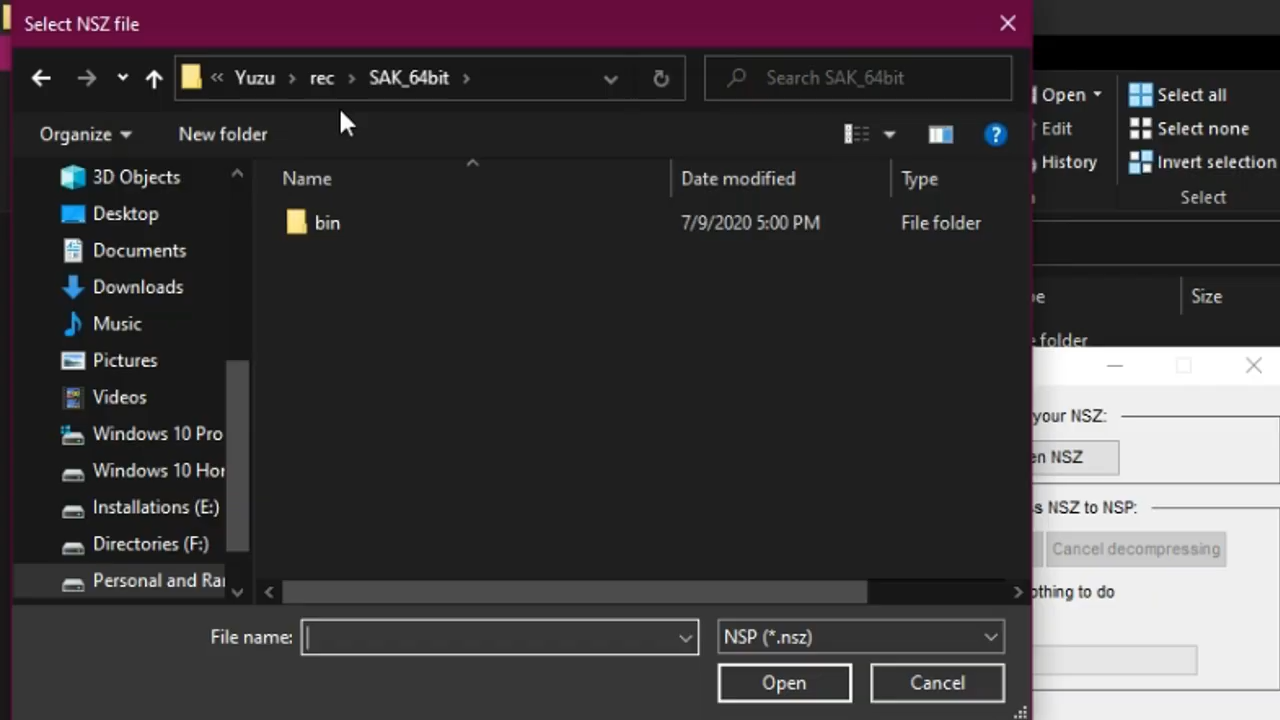 Select NSZ file
« Yuzu › rec › SAK_64bit ›
Search SAK_64bit
Organize
New folder
3D Objects
Desktop
Documents
Downloads
Music
Pictures
Videos
Windows 10 Pro
Windows 10 Hor
Installations (E:)
Directories (F:)
Personal and Rar
Name
Date modified
Type
bin
7/9/2020 5:00 PM
File folder
File name:
NSP (*.nsz)
Open
Cancel
Open
Edit
History
Select all
Select none
Invert selection
Select
pe
Size
e folder
your NSZ:
en NSZ
s NSZ to NSP:
Cancel decompressing
othing to do